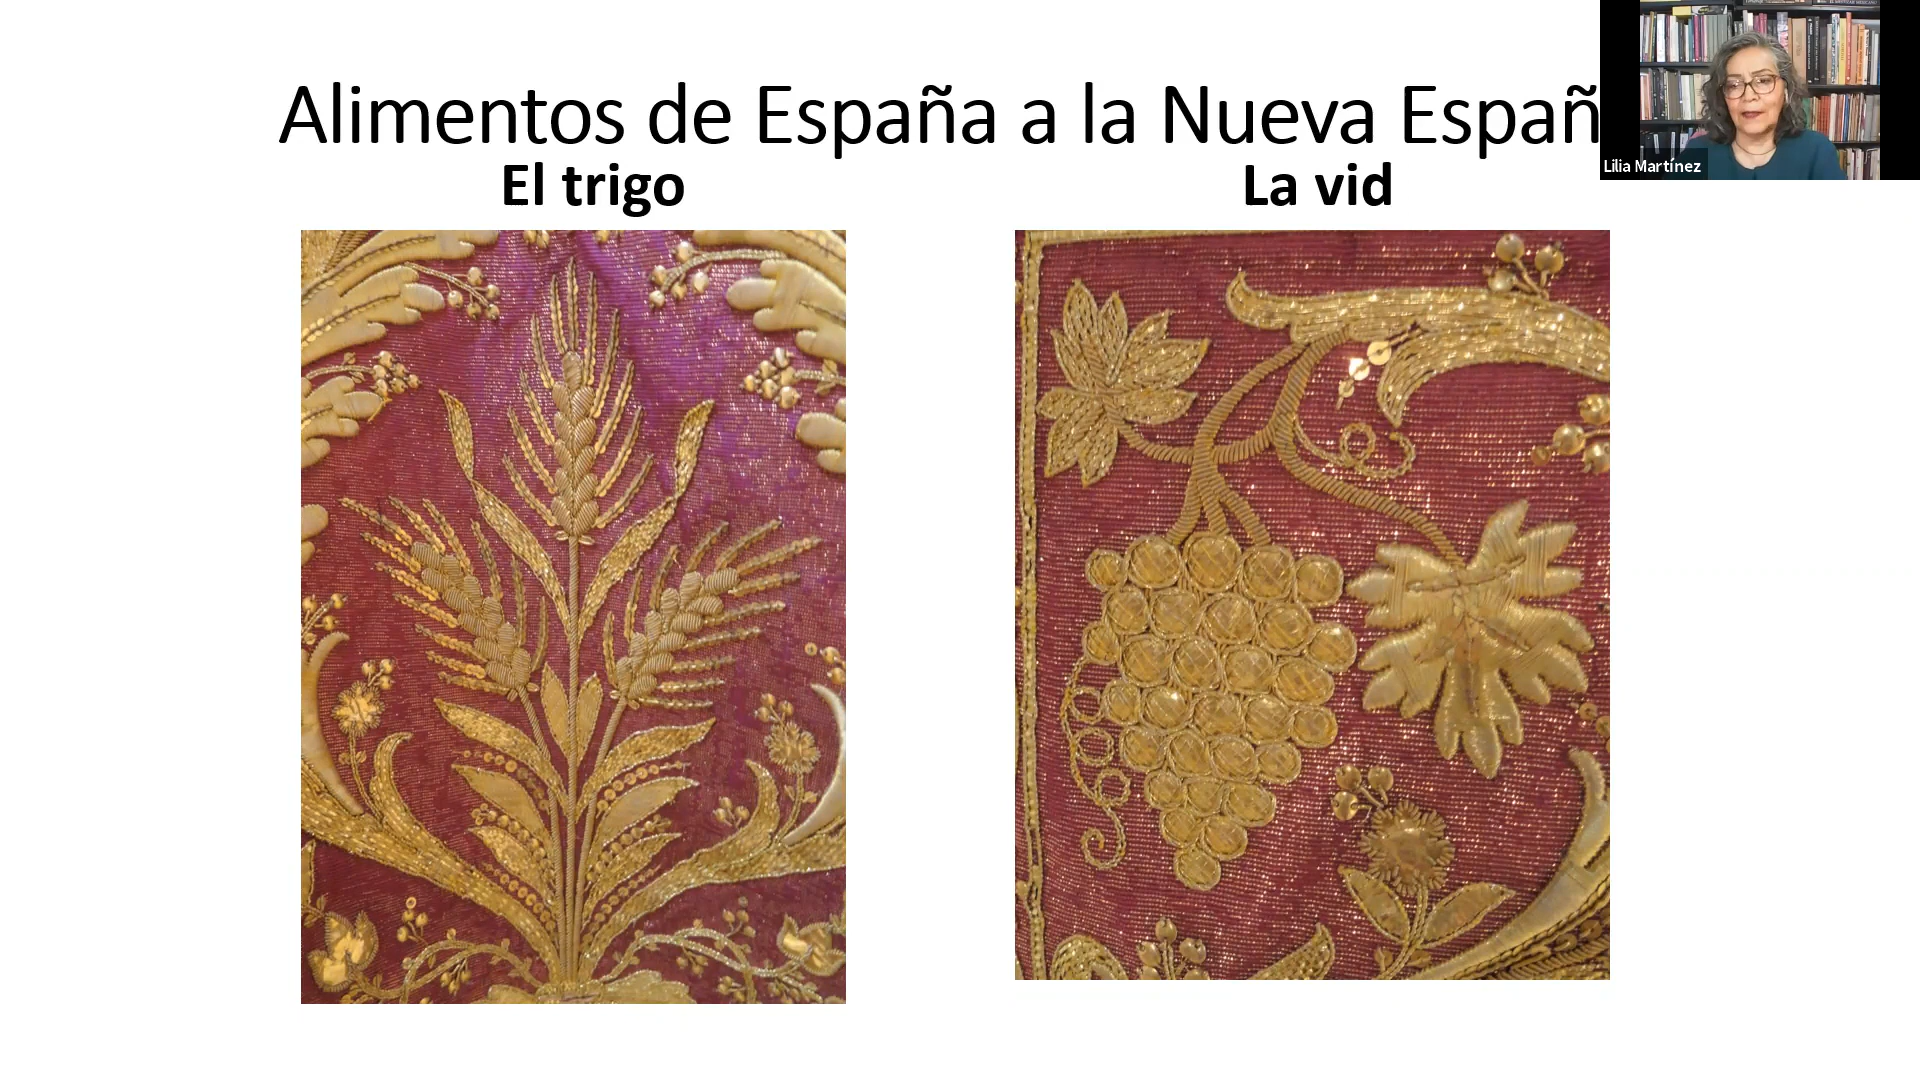 Alimentos de España a la Nueva Españ
El trigo
La vid
Lilia Martínez